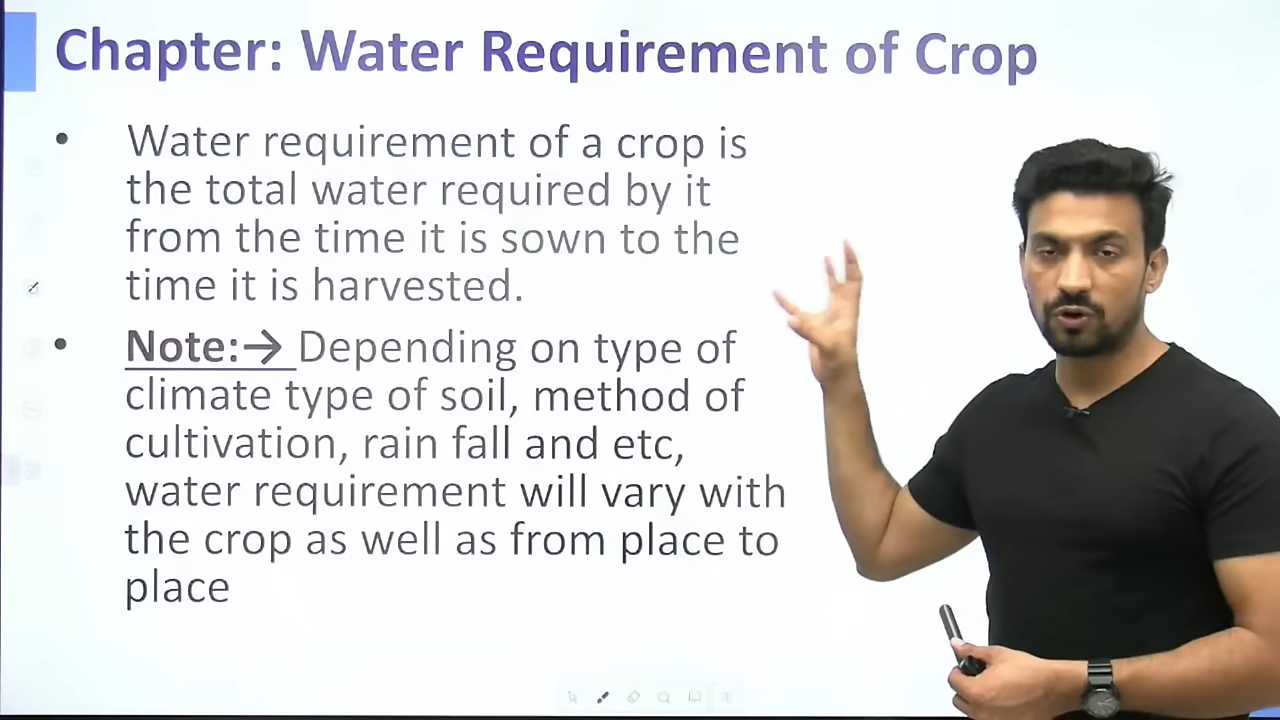 Chapter: Water Requirement of Crop
• Water requirement of a crop is
the total water required by it
from the time it is sown to the
time it is harvested.
• Note:→ Depending on type of
climate type of soil, method of
cultivation, rain fall and etc,
water requirement will vary with
the crop as well as from place to
place